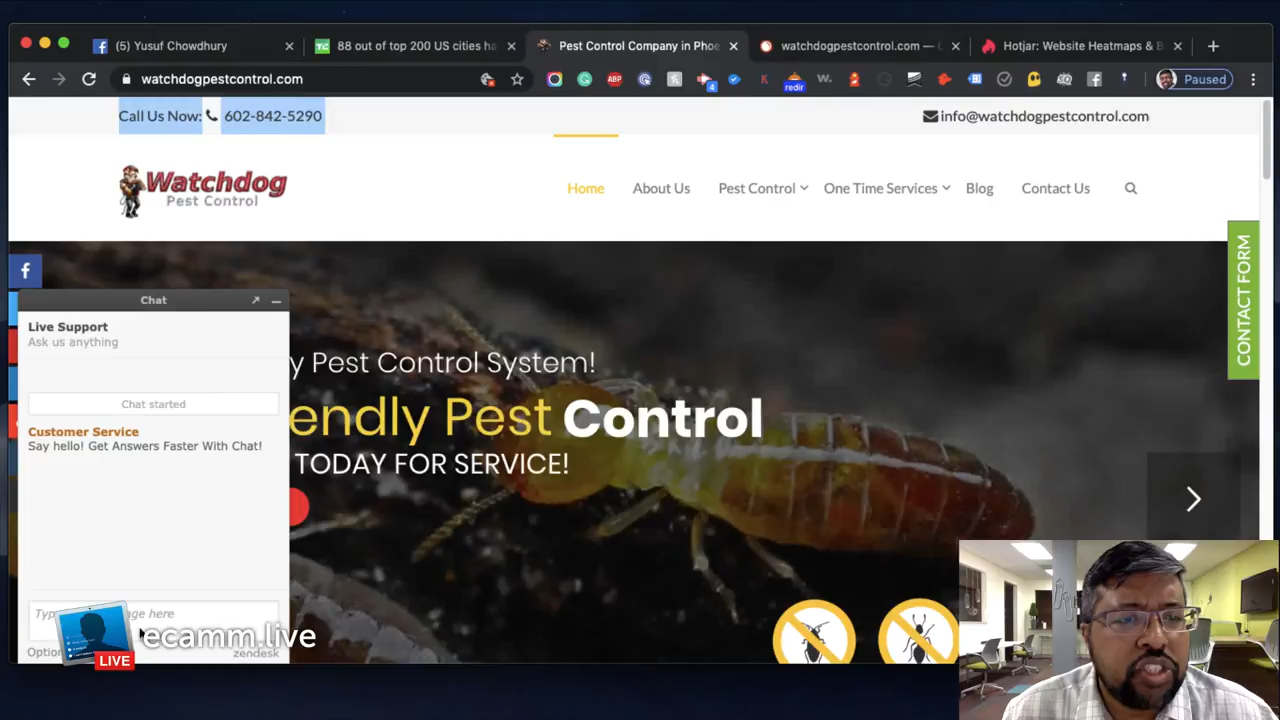 (5) Yusuf Chowdhury
88 out of top 200 US cities ha
Pest Control Company in Phoe
watchdogpestcontrol.com —
Hotjar: Website Heatmaps & B
watchdogpestcontrol.com
ABP
4
K
redir
W.
Paused
Call Us Now: 602-842-5290
info@watchdogpestcontrol.com
Watchdog
Pest Control
Home
About Us
Pest Control
One Time Services
Blog
Contact Us
CONTACT FORM
Chat
Live Support
Ask us anything
Chat started
Customer Service
Say hello! Get Answers Faster With Chat!
y Pest Control System!
endly Pest Control
TODAY FOR SERVICE!
ecamm.live
LIVE
zendesk